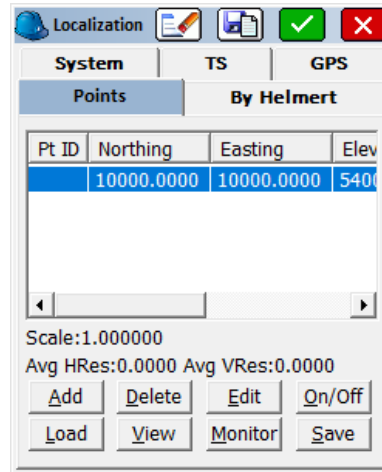 Localization
System TS GPS
Points By Helmert
Pt ID Northing Easting Elev
10000.0000 10000.0000 5400
Scale:1.000000
Avg HRes:0.0000 Avg VRes:0.0000
Add Delete Edit On/Off
Load View Monitor Save